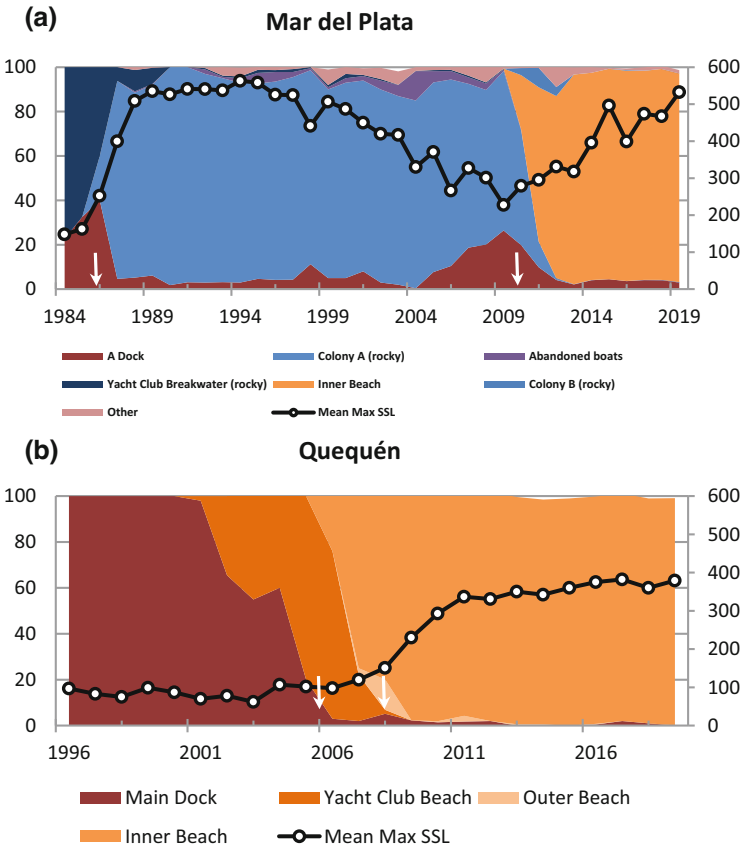 (a)
Mar del Plata
100 600
80 500
60 400
40 300
20 200
0 100
0
1984 1989 1994 1999 2004 2009 2014 2019
A Dock Colony A (rocky) Abandoned boats
Yacht Club Breakwater (rocky) Inner Beach Colony B (rocky)
Other Mean Max SSL
(b)
Quequén
100 600
80 500
60 400
40 300
20 200
0 100
0
1996 2001 2006 2011 2016
Main Dock Yacht Club Beach Outer Beach
Inner Beach Mean Max SSL